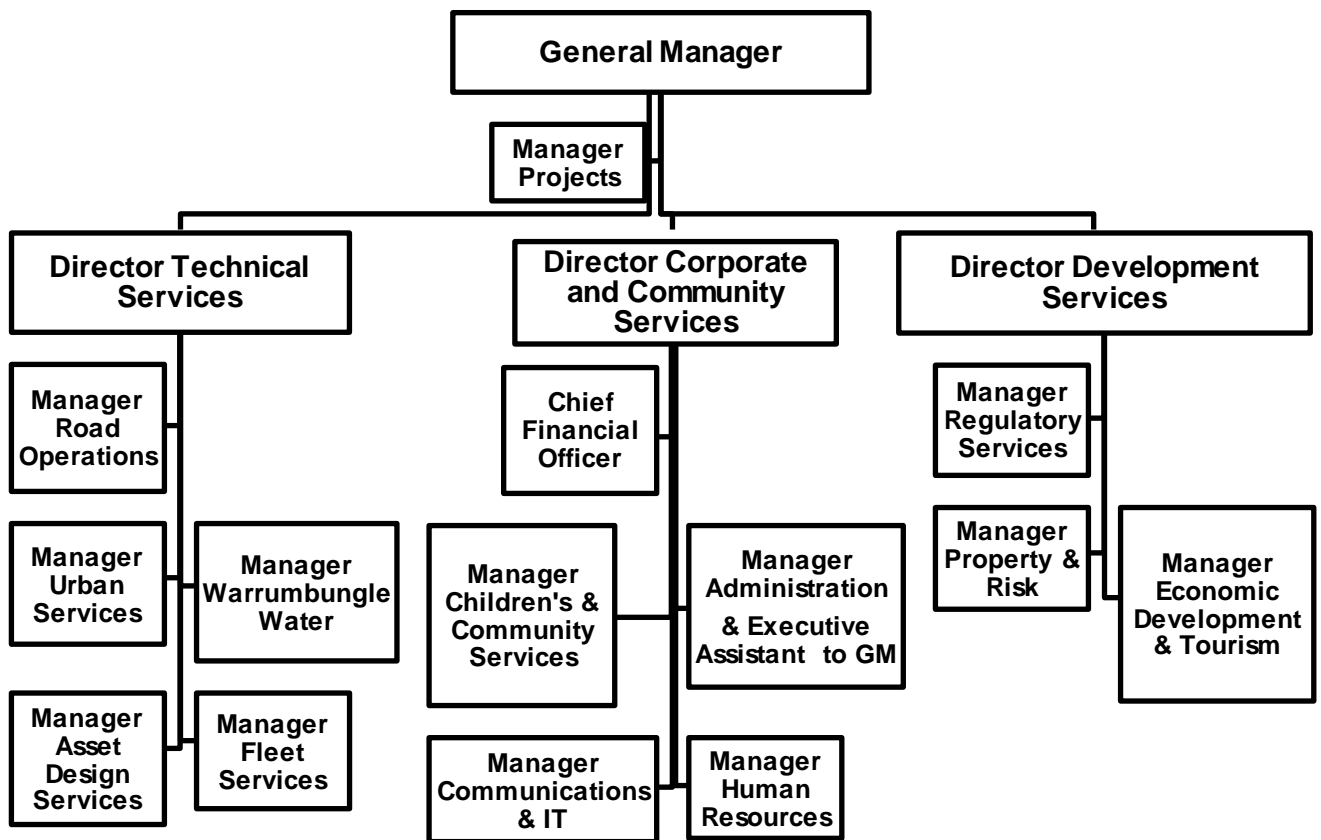 General Manager
Manager
Projects
Director Technical
Services
Director Corporate
and Community
Services
Director Development
Services
Manager
Road
Operations
Chief
Financial
Officer
Manager
Regulatory
Services
Manager
Urban
Services
Manager
Warrumbungle
Water
Manager
Children's &
Community
Services
Manager
Administration
& Executive
Assistant to GM
Manager
Property &
Risk
Manager
Economic
Development
& Tourism
Manager
Asset
Design
Services
Manager
Fleet
Services
Manager
Communications
& IT
Manager
Human
Resources